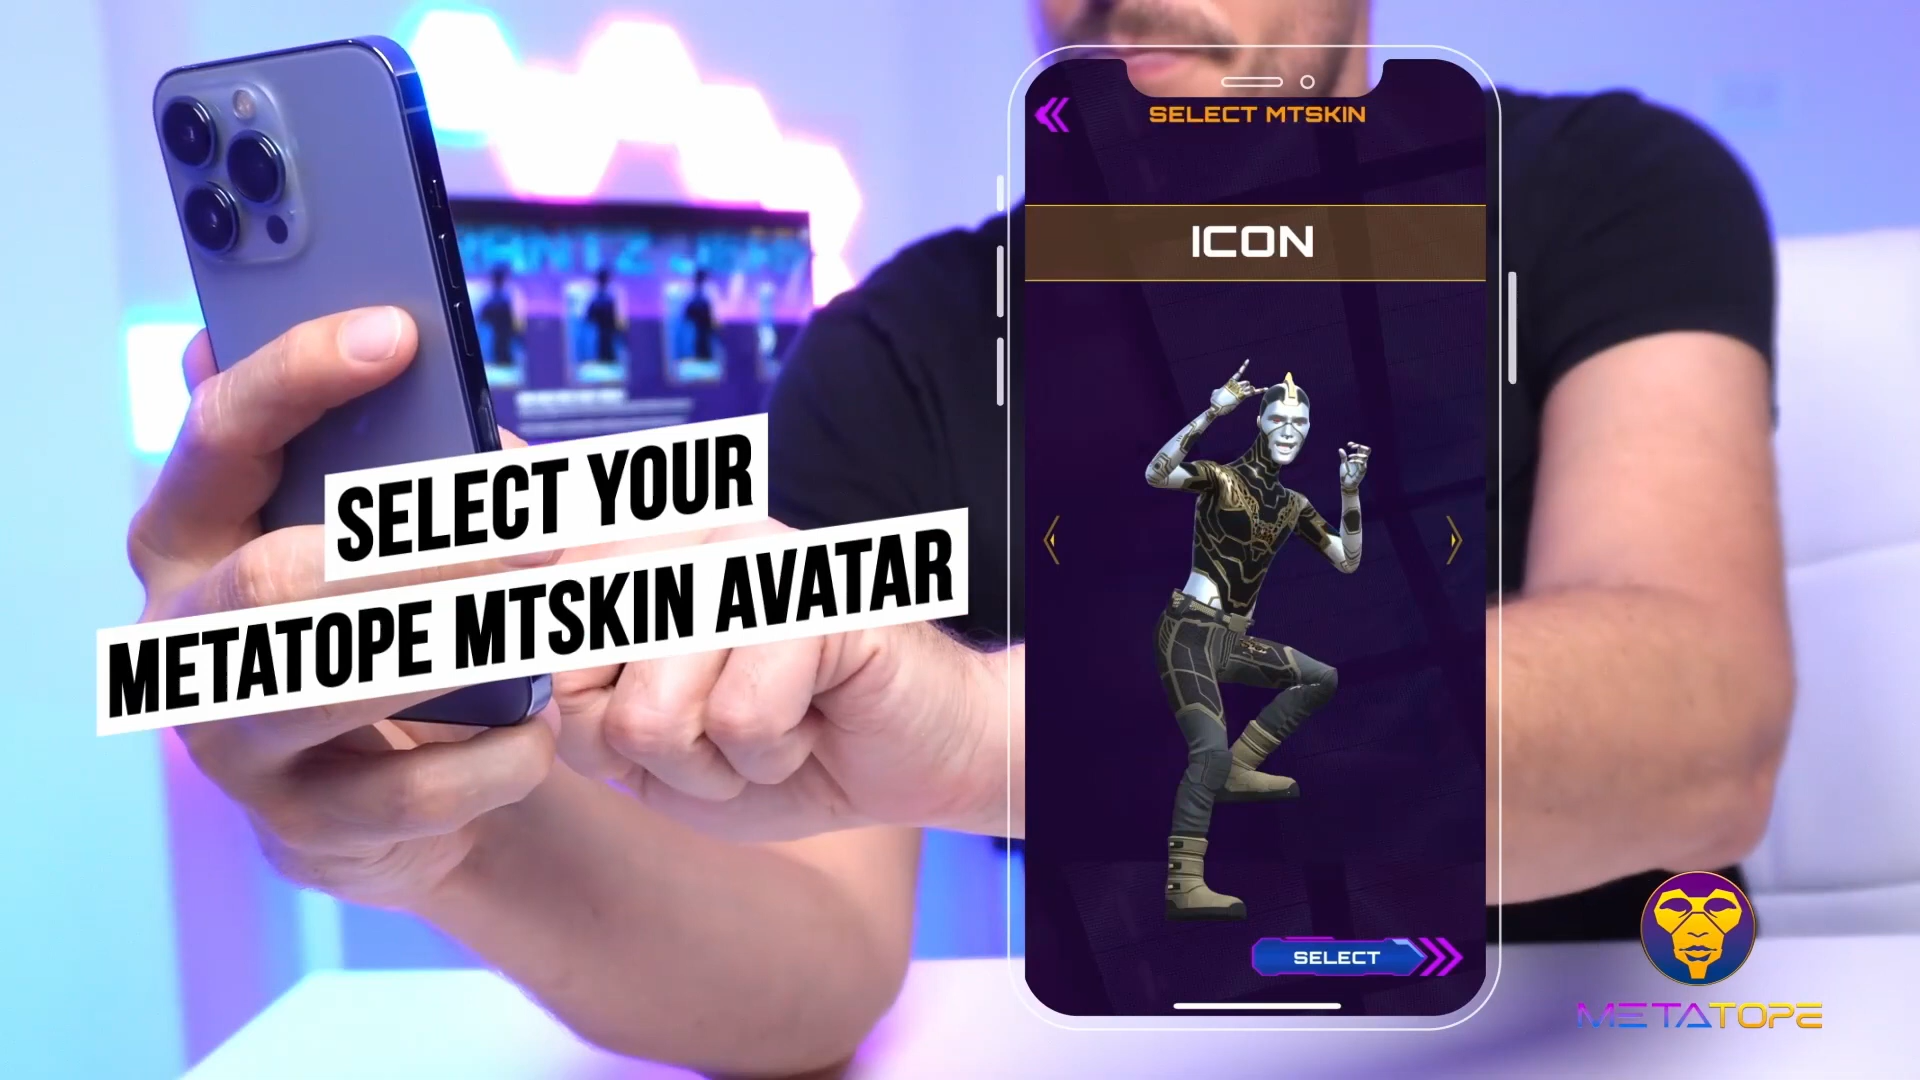 SELECT YOUR
METATOPE MTSKIN AVATAR
SELECT MTSKIN
ICON
SELECT
METATOPE